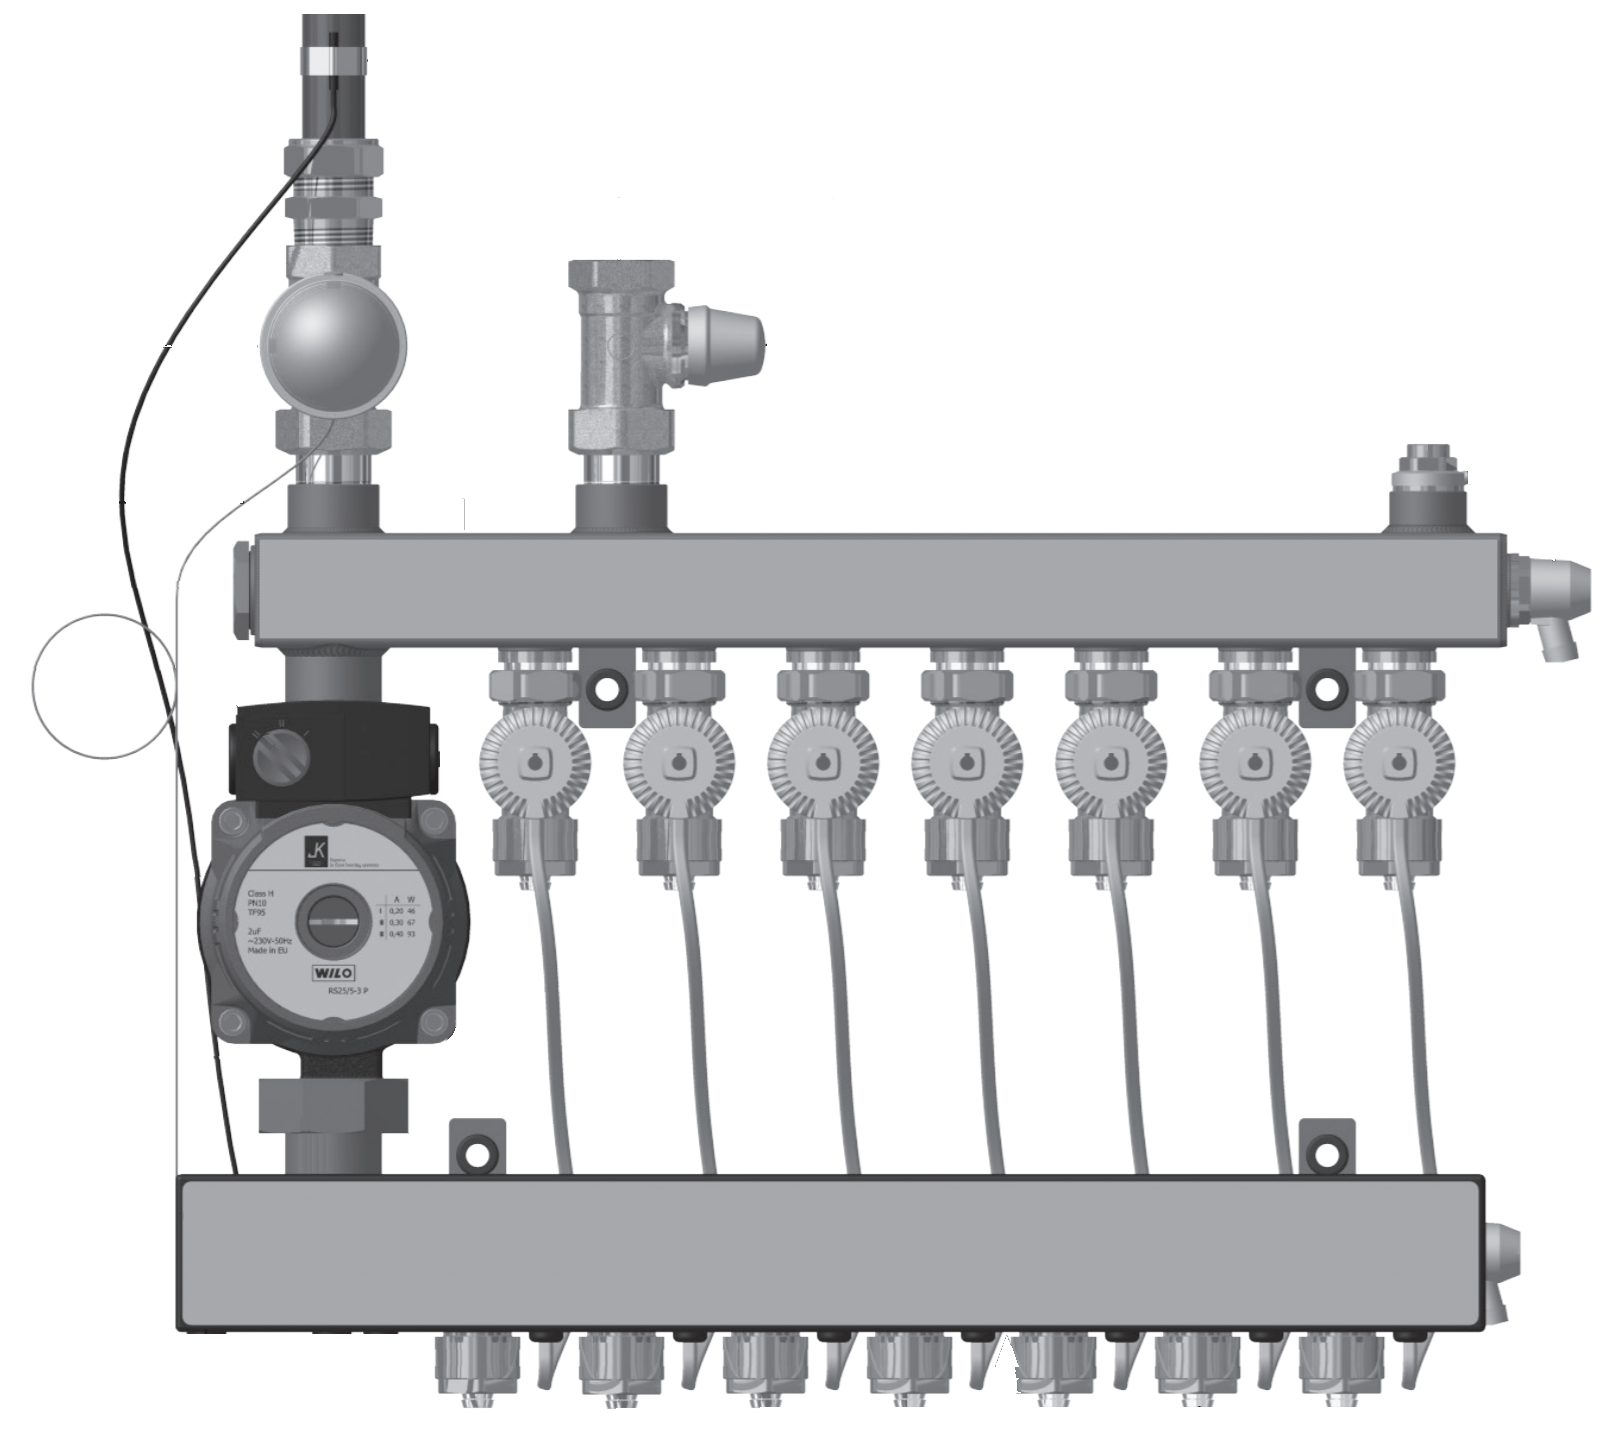 JK
Class H
PN10
TF95
2uF
~230V-50Hz
Made in EU
A W
I 0,20 46
II 0,30 67
III 0,40 93
WILO
RS25/5-3 P